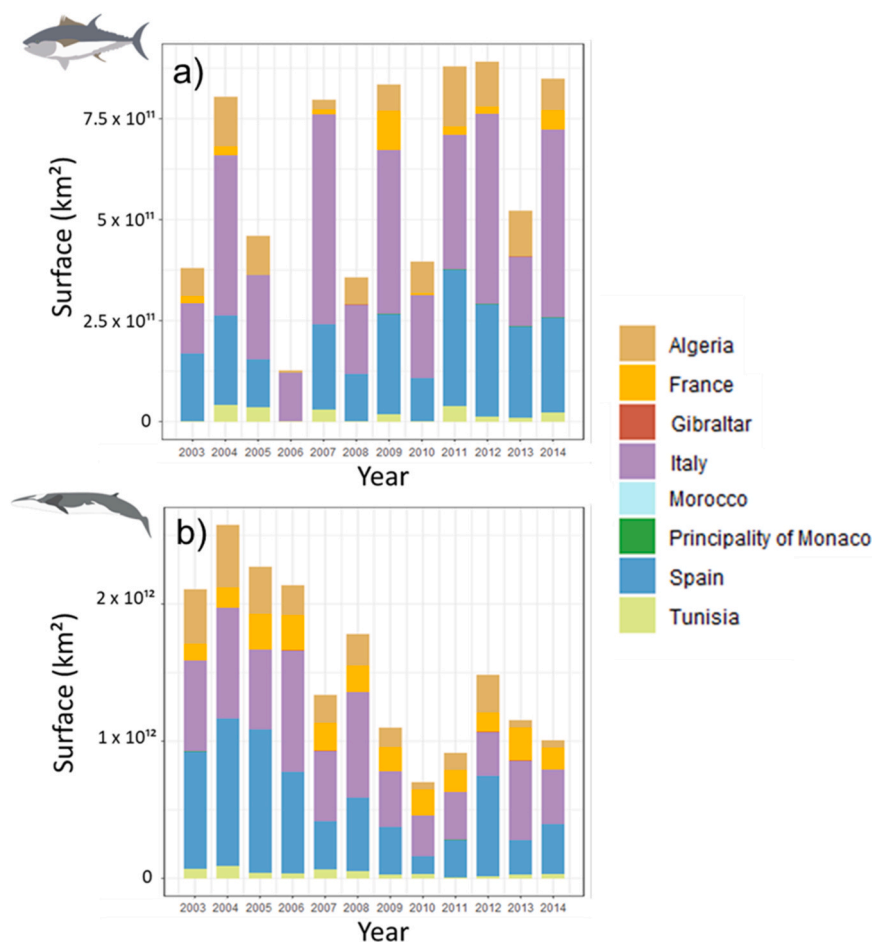 a)
7.5 x 10¹¹
5 x 10¹¹
2.5 x 10¹¹
0
Surface (km²)
2003 2004 2005 2006 2007 2008 2009 2010 2011 2012 2013 2014
Year
b)
2 x 10¹²
1 x 10¹²
0
Surface (km²)
2003 2004 2005 2006 2007 2008 2009 2010 2011 2012 2013 2014
Year
Algeria
France
Gibraltar
Italy
Morocco
Principality of Monaco
Spain
Tunisia